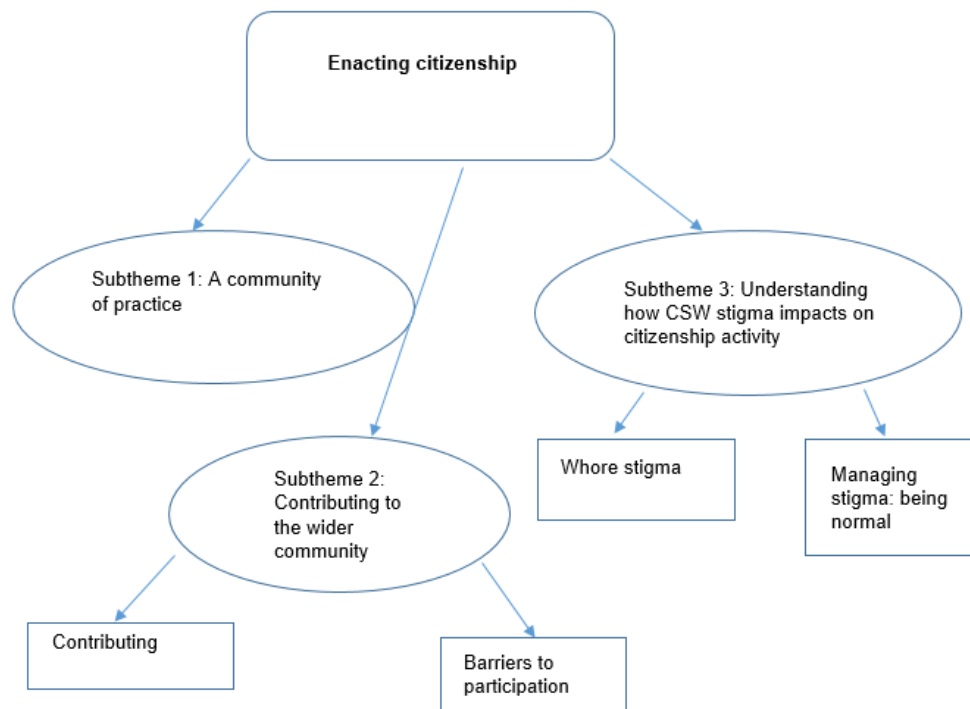 Enacting citizenship
Subtheme 1: A community
of practice
Subtheme 3: Understanding
how CSW stigma impacts on
citizenship activity
Subtheme 2:
Contributing to
the wider
community
Whore stigma
Managing
stigma: being
normal
Contributing
Barriers to
participation